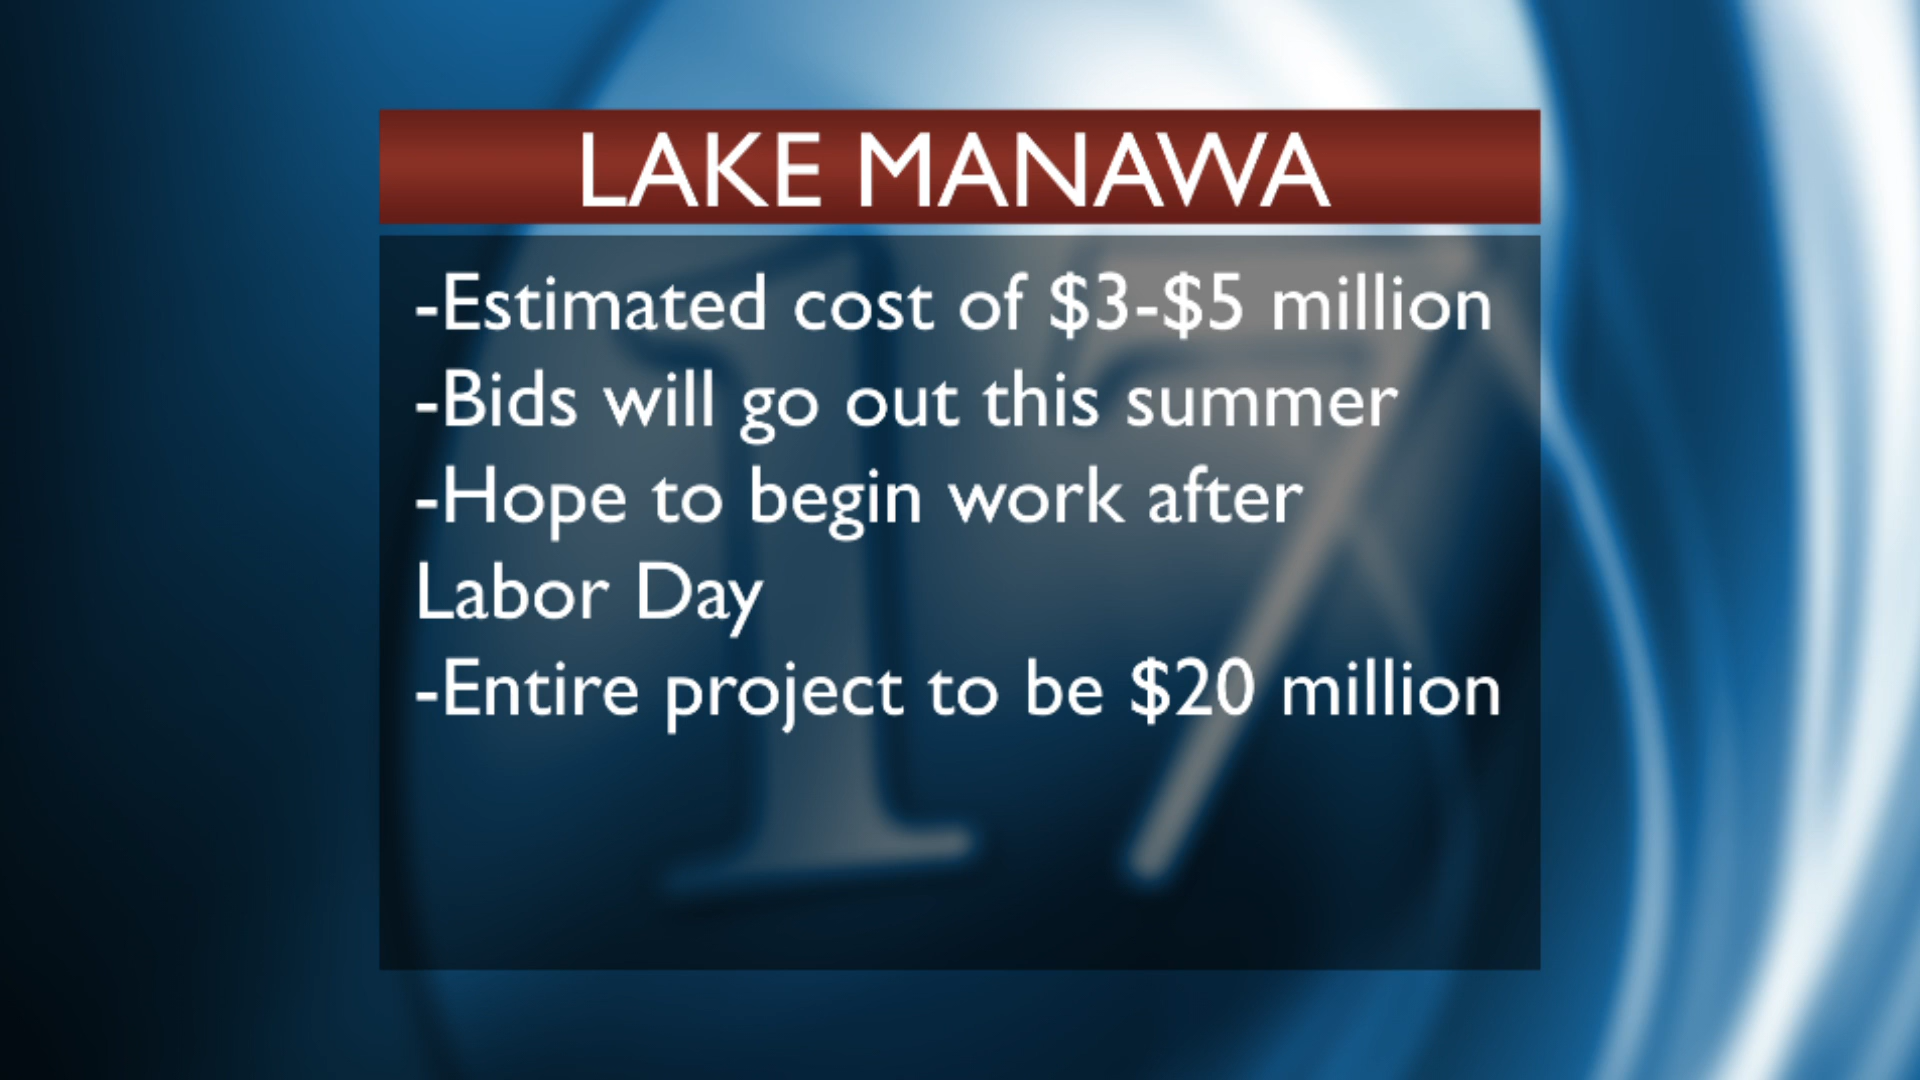 LAKE MANAWA
-Estimated cost of $3-$5 million
-Bids will go out this summer
-Hope to begin work after
Labor Day
-Entire project to be $20 million
17